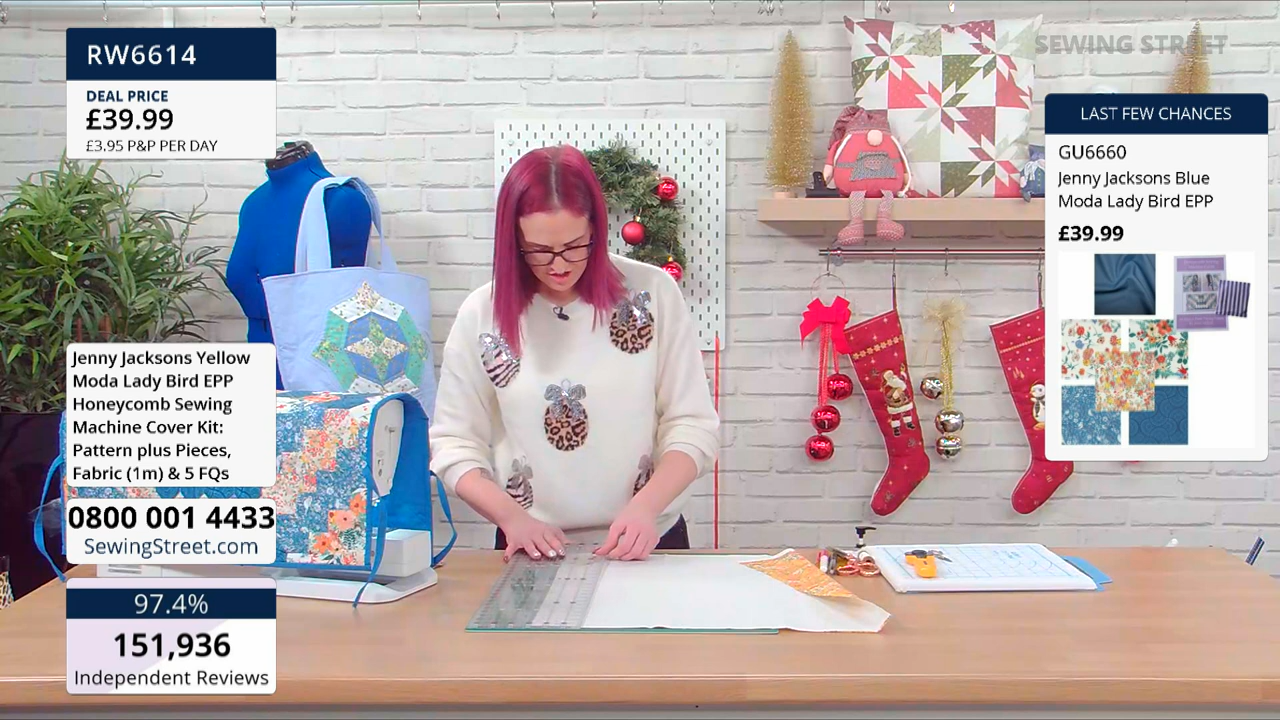 RW6614
DEAL PRICE
£39.99
£3.95 P&P PER DAY
Jenny Jacksons Yellow
Moda Lady Bird EPP
Honeycomb Sewing
Machine Cover Kit:
Pattern plus Pieces,
Fabric (1m) & 5 FQs
0800 001 4433
SewingStreet.com
97.4%
151,936
Independent Reviews
SEWING STREET
LAST FEW CHANCES
GU6660
Jenny Jacksons Blue
Moda Lady Bird EPP
£39.99